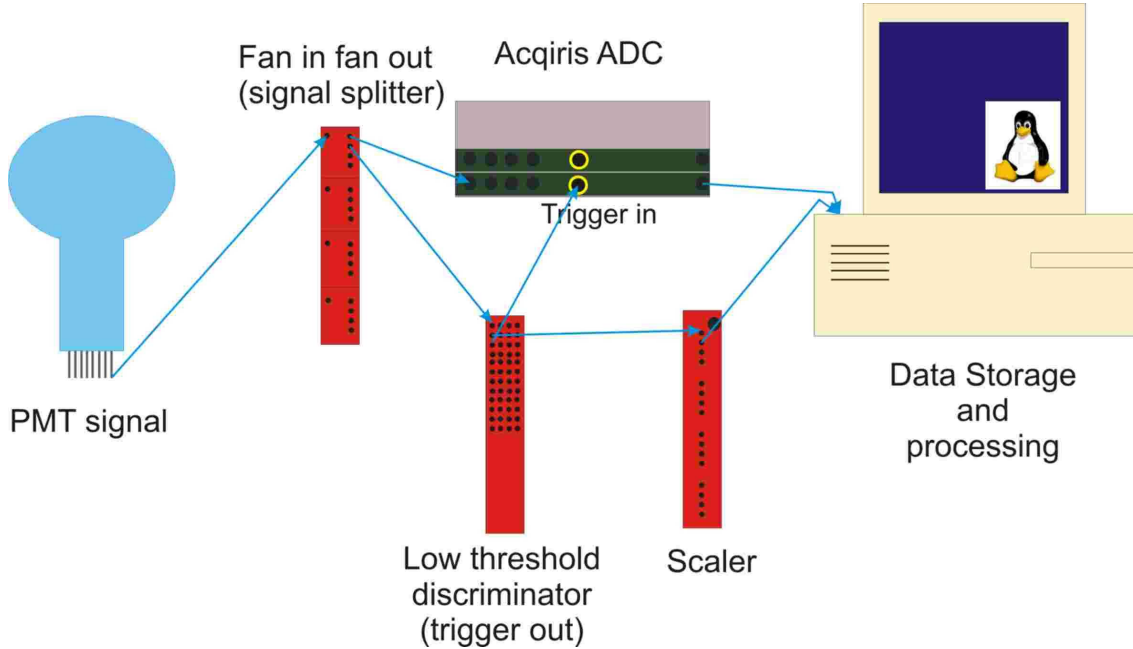 Fan in fan out
(signal splitter)
Acqiris ADC
Trigger in
PMT signal
Low threshold
discriminator
(trigger out)
Scaler
Data Storage
and
processing